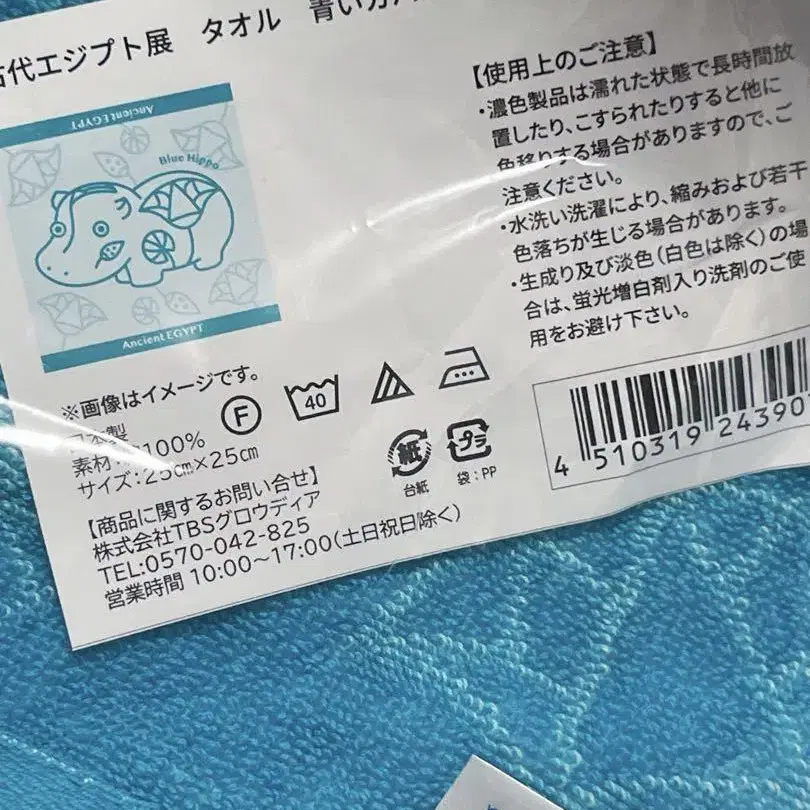 古代エジプト展 タオル 青いカバ
Ancient EGYPT
Blue Hippo
Ancient EGYPT
※画像はイメージです。
日本製
素材：100%
サイズ：25cm×25cm
F
40
紙
台紙
プラ
袋：PP
【商品に関するお問い合せ】
株式会社TBSグロウディア
TEL:0570-042-825
営業時間 10:00～17:00(土日祝日除く)
【使用上のご注意】
・濃色製品は濡れた状態で長時間放
置したり、こすられたりすると他に
色移りする場合がありますので、ご
注意ください。
・水洗い洗濯により、縮みおよび若干
色落ちが生じる場合があります。
・生成り及び淡色(白色は除く)の場
合は、蛍光増白剤入り洗剤のご使
用をお避け下さい。
4 510319 24390